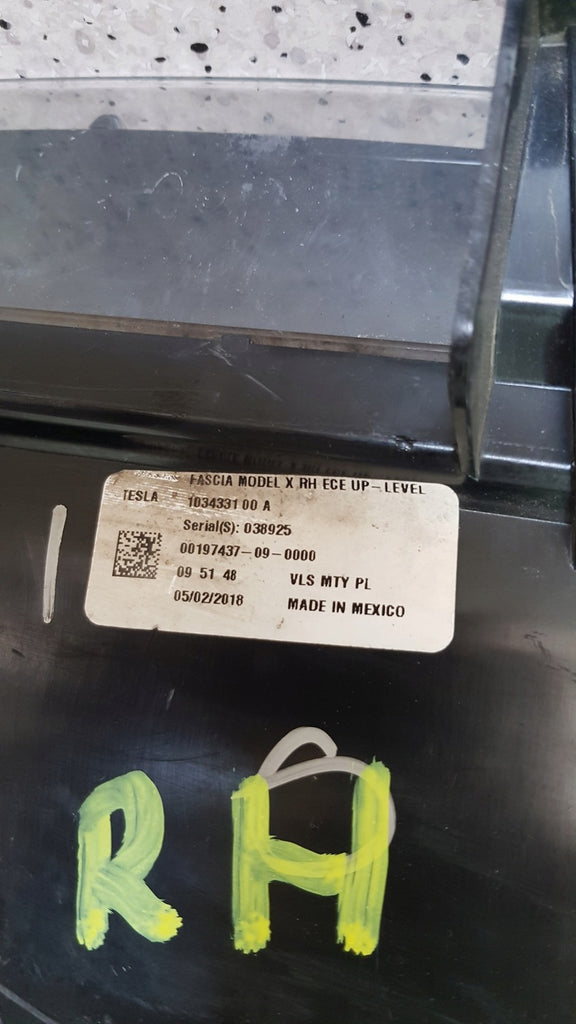 FASCIA MODEL X RH ECE UP-LEVEL
TESLA 1034331 00 A
Serial(S): 038925
00197437-09-0000
09 51 48 VLS MTY PL
05/02/2018 MADE IN MEXICO
RH